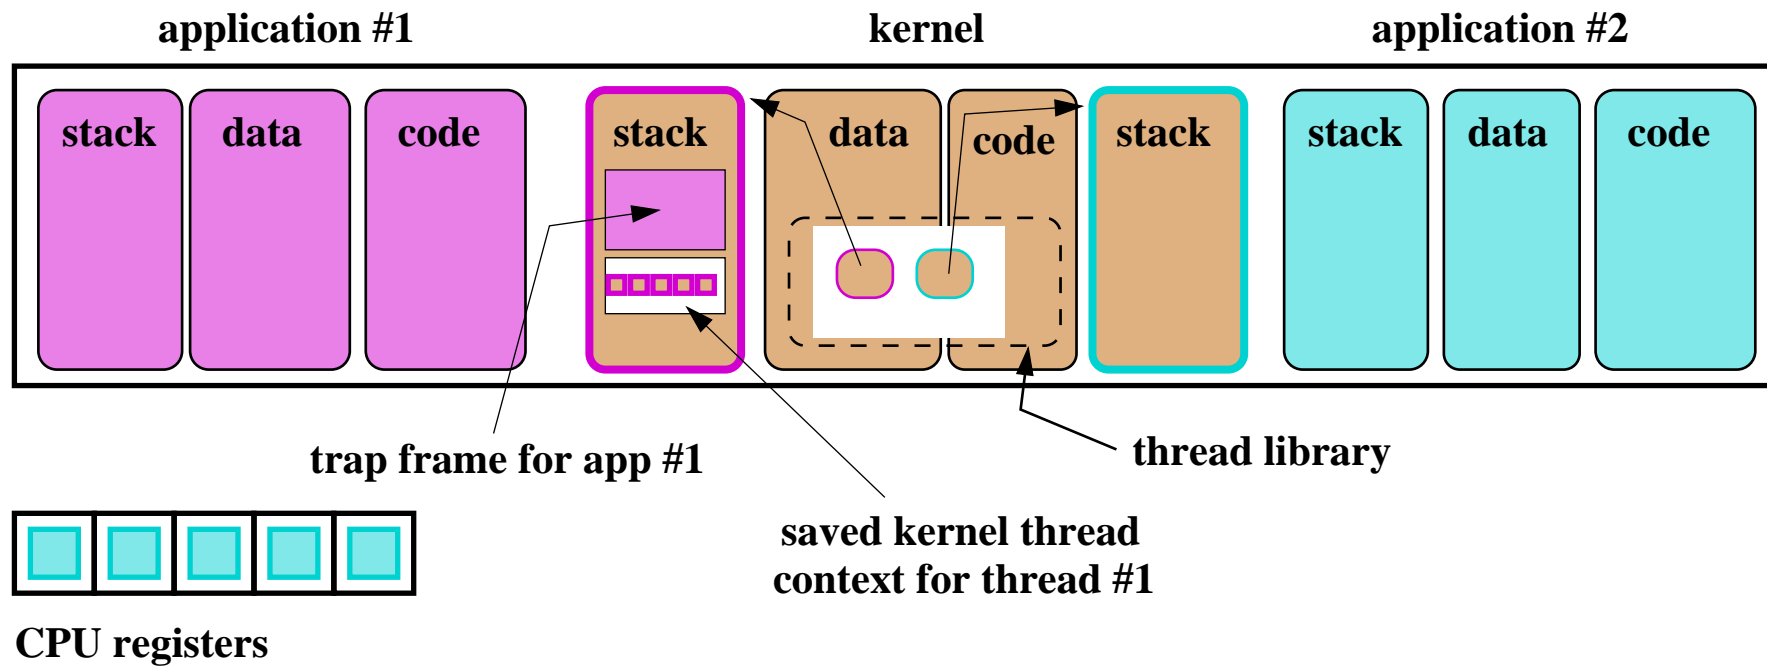 application #1
kernel
application #2
stack
data
code
stack
data
code
stack
stack
data
code
trap frame for app #1
thread library
saved kernel thread
context for thread #1
CPU registers